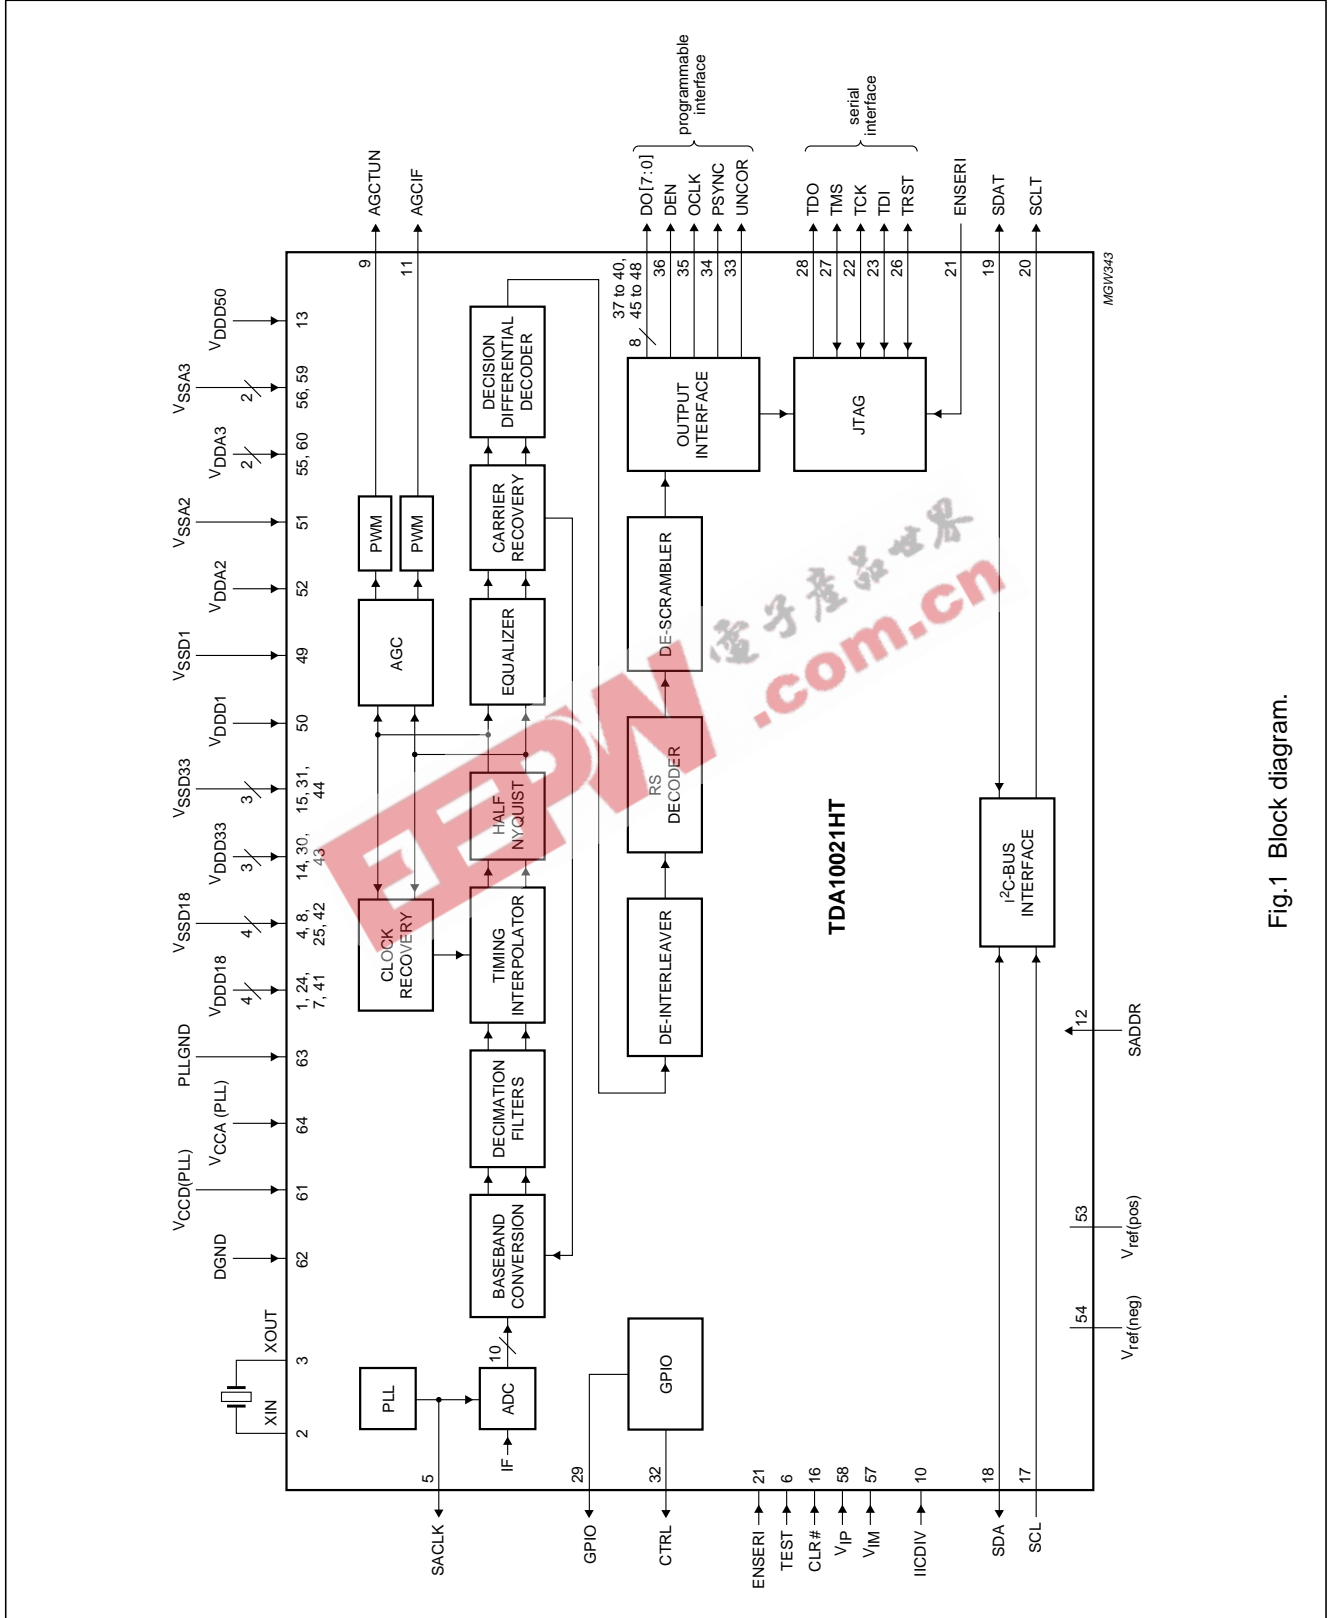 VDDD18
4
1, 24,
7, 41
VSSD18
4
4, 8,
25, 42
VDDD33
3
14, 30,
43
VSSD33
3
15, 31,
44
VDDD1
50
VSSD1
49
VDDA2
52
VSSA2
51
VDDA3
2
55, 60
VSSA3
2
56, 59
VDDD50
13
PLLGND
63
VCCA (PLL)
64
VCCD(PLL)
61
DGND
62
XOUT
3
XIN
2
AGCTUN
9
AGCIF
11
PWM
PWM
AGC
CLOCK
RECOVERY
PLL
SACLK
5
IF
ADC
10
BASEBAND
CONVERSION
DECIMATION
FILTERS
TIMING
INTERPOLATOR
HALF
NYQUIST
EQUALIZER
CARRIER
RECOVERY
DECISION
DIFFERENTIAL
DECODER
DE-INTERLEAVER
RS
DECODER
DE-SCRAMBLER
OUTPUT
INTERFACE
8
37 to 40,
45 to 48
DO[7:0]
36
DEN
35
OCLK
34
PSYNC
33
UNCOR
programmable
interface
JTAG
28
TDO
27
TMS
22
TCK
23
TDI
26
TRST
serial
interface
21
ENSERI
19
SDAT
20
SCLT
GPIO
29
GPIO
32
CTRL
ENSERI
21
TEST
6
CLR#
16
VIP
58
VIM
57
IICDIV
10
SDA
18
SCL
17
I2C-BUS
INTERFACE
TDA10021HT
12
SADDR
53
Vref(pos)
54
Vref(neg)
MGW343
EEPW
電子產品世界
.com.cn
Fig.1 Block diagram.